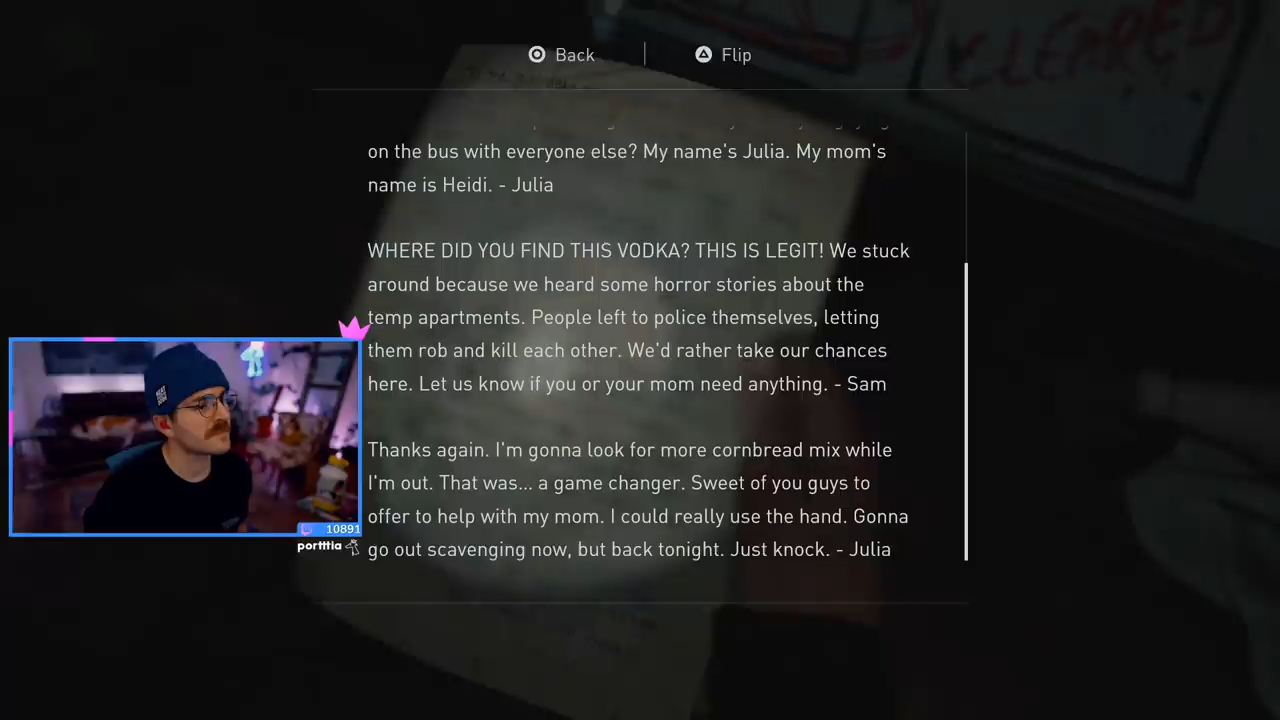 Back
Flip
CLEARED
on the bus with everyone else? My name's Julia. My mom's
name is Heidi. - Julia
WHERE DID YOU FIND THIS VODKA? THIS IS LEGIT! We stuck
around because we heard some horror stories about the
temp apartments. People left to police themselves, letting
them rob and kill each other. We'd rather take our chances
here. Let us know if you or your mom need anything. - Sam
Thanks again. I'm gonna look for more cornbread mix while
I'm out. That was... a game changer. Sweet of you guys to
offer to help with my mom. I could really use the hand. Gonna
go out scavenging now, but back tonight. Just knock. - Julia
10891
portttia